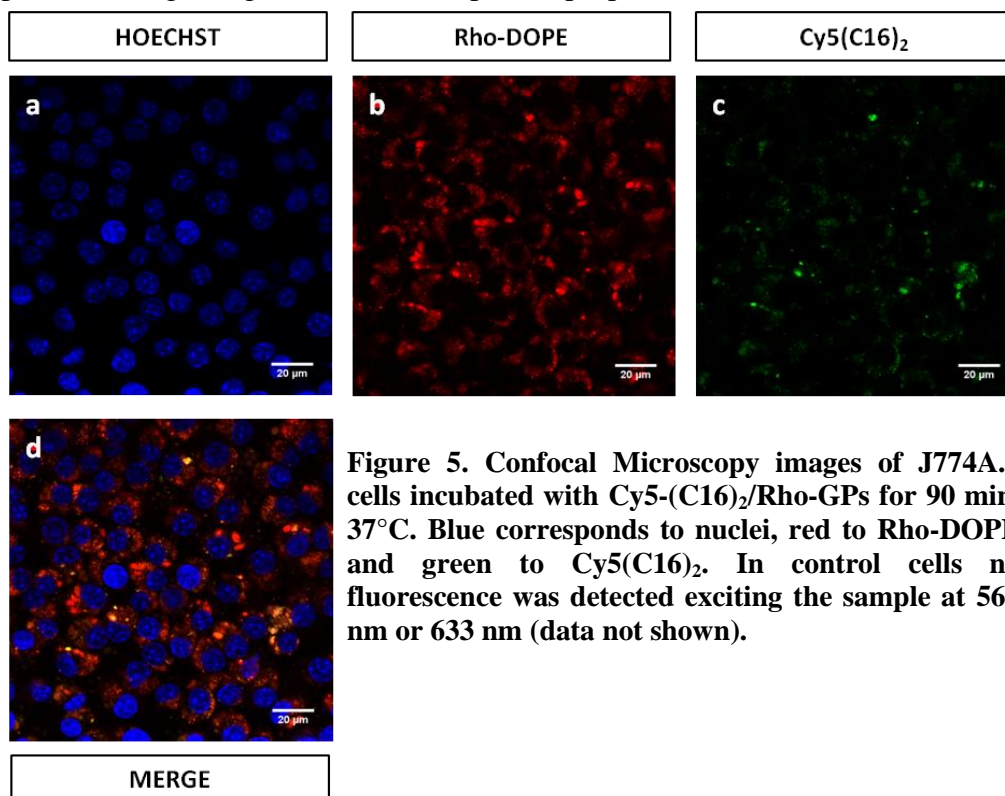 HOECHST
Rho-DOPE
Cy5(C16)₂
a
b
c
20 µm
20 µm
20 µm
d
20 µm
MERGE
Figure 5. Confocal Microscopy images of J774A.
cells incubated with Cy5-(C16)₂/Rho-GPs for 90 min
37°C. Blue corresponds to nuclei, red to Rho-DOP
and green to Cy5(C16)₂. In control cells n
fluorescence was detected exciting the sample at 56
nm or 633 nm (data not shown).